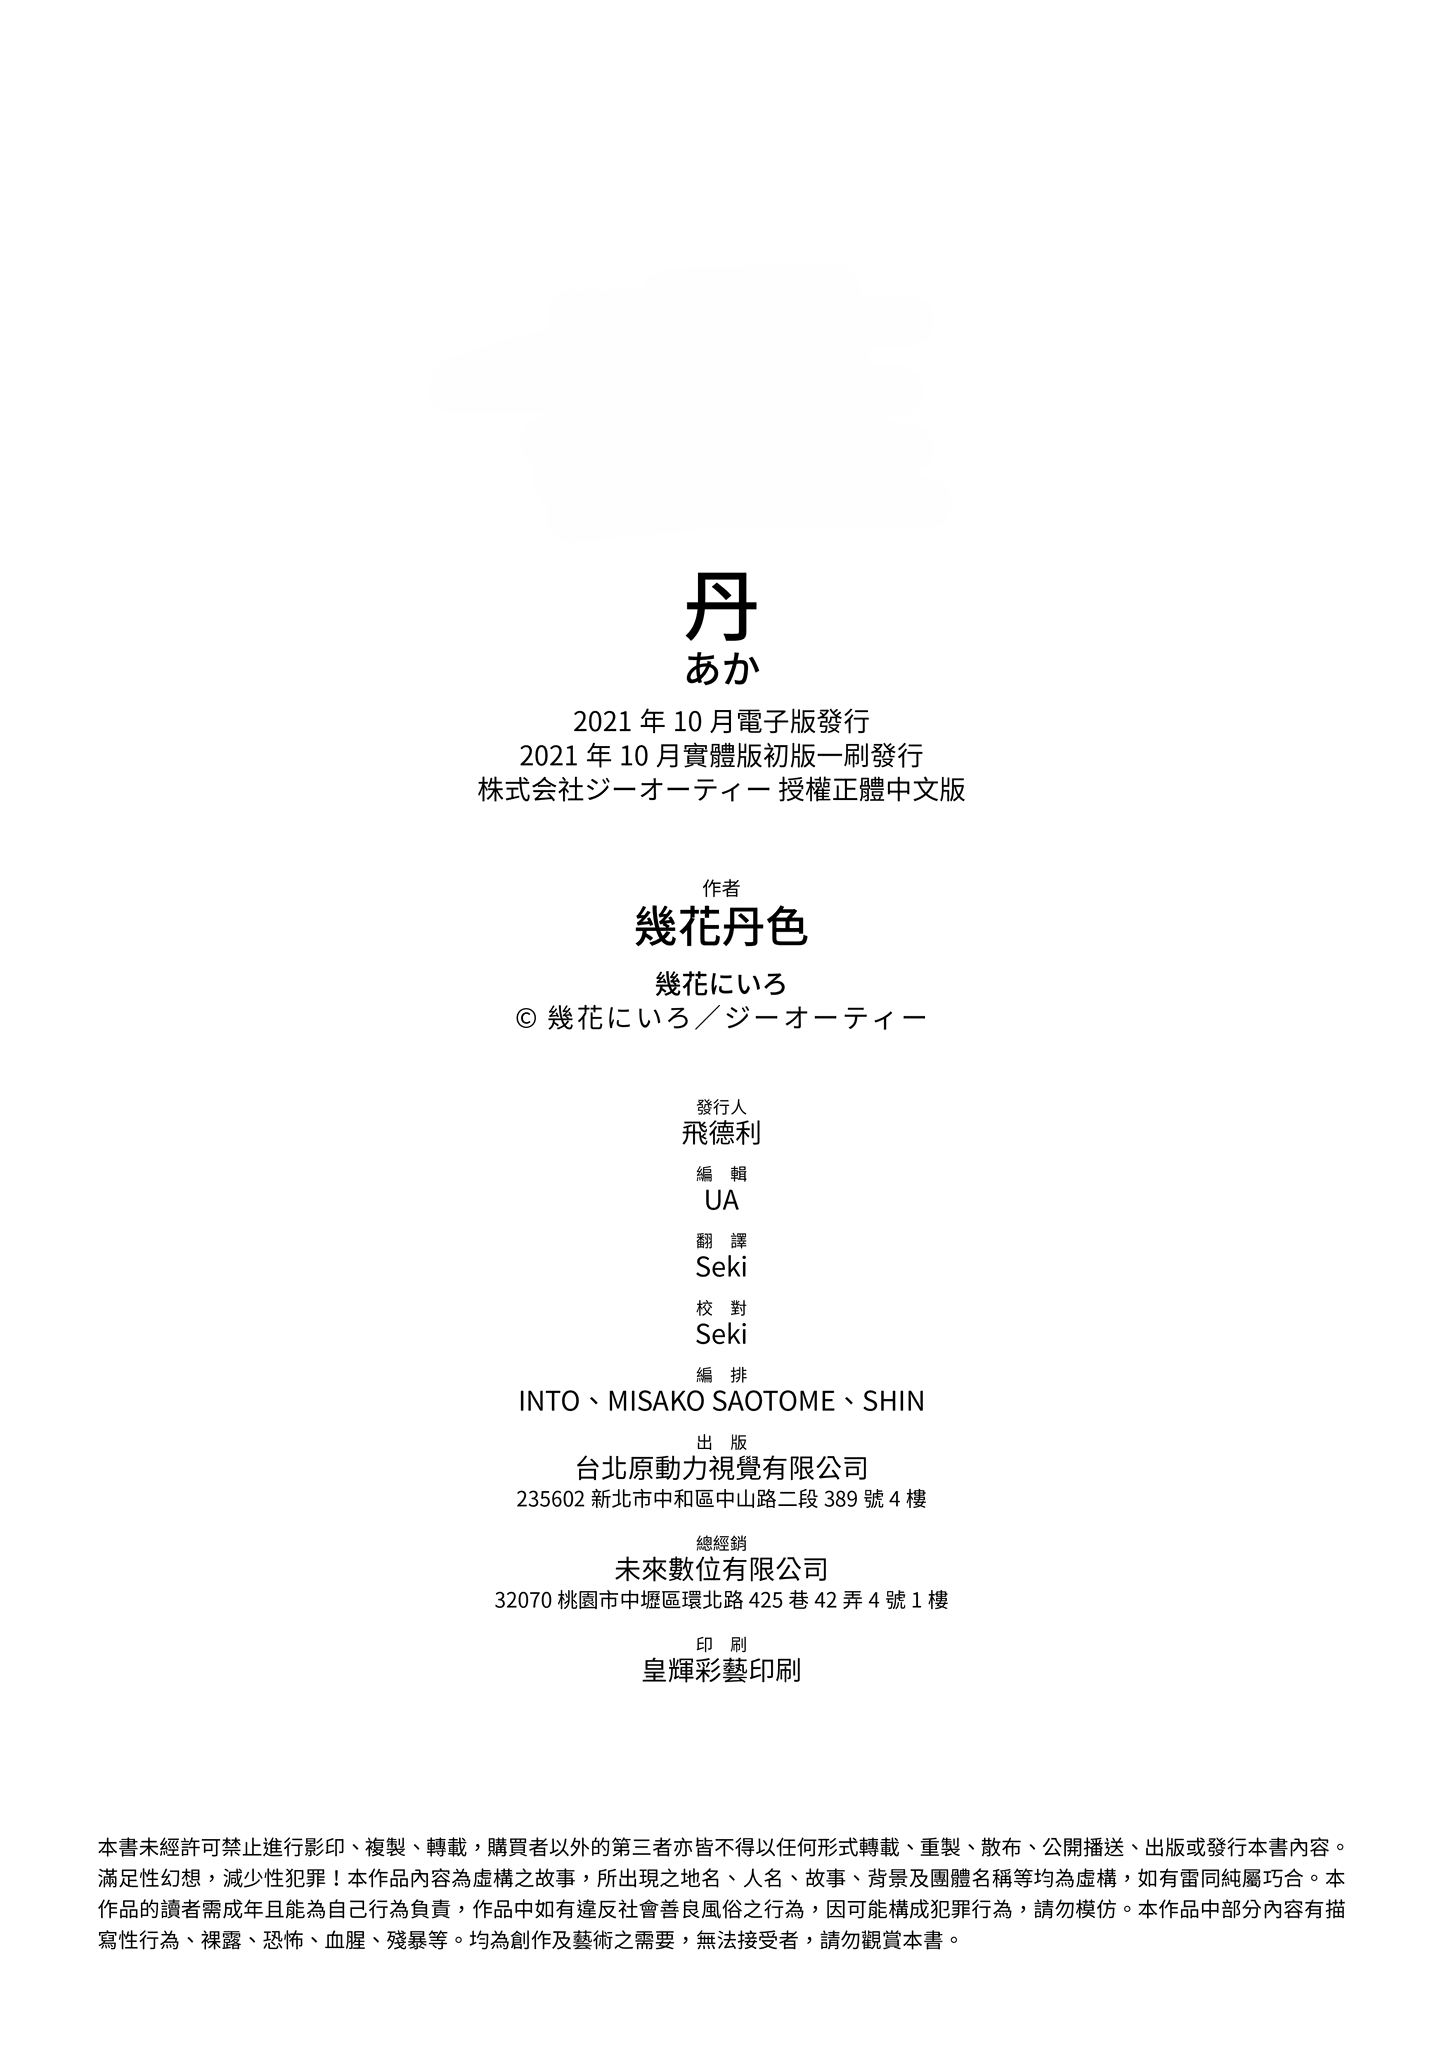 丹
あか
2021 年 10 月電子版發行
2021 年 10 月實體版初版一刷發行
株式会社ジーオーティー 授權正體中文版
作者
幾花丹色
幾花にいろ
© 幾花にいろ／ジーオーティー
發行人
飛德利
編　輯
UA
翻　譯
Seki
校　對
Seki
編　排
INTO、MISAKO SAOTOME、SHIN
出　版
台北原動力視覺有限公司
235602 新北市中和區中山路二段 389 號 4 樓
總經銷
未來數位有限公司
32070 桃園市中壢區環北路 425 巷 42 弄 4 號 1 樓
印　刷
皇輝彩藝印刷
本書未經許可禁止進行影印、複製、轉載，購買者以外的第三者亦皆不得以任何形式轉載、重製、散布、公開播送、出版或發行本書內容。
滿足性幻想，減少性犯罪！本作品內容為虛構之故事，所出現之地名、人名、故事、背景及團體名稱等均為虛構，如有雷同純屬巧合。本
作品的讀者需成年且能為自己行為負責，作品中如有違反社會善良風俗之行為，因可能構成犯罪行為，請勿模仿。本作品中部分內容有描
寫性行為、裸露、恐怖、血腥、殘暴等。均為創作及藝術之需要，無法接受者，請勿觀賞本書。